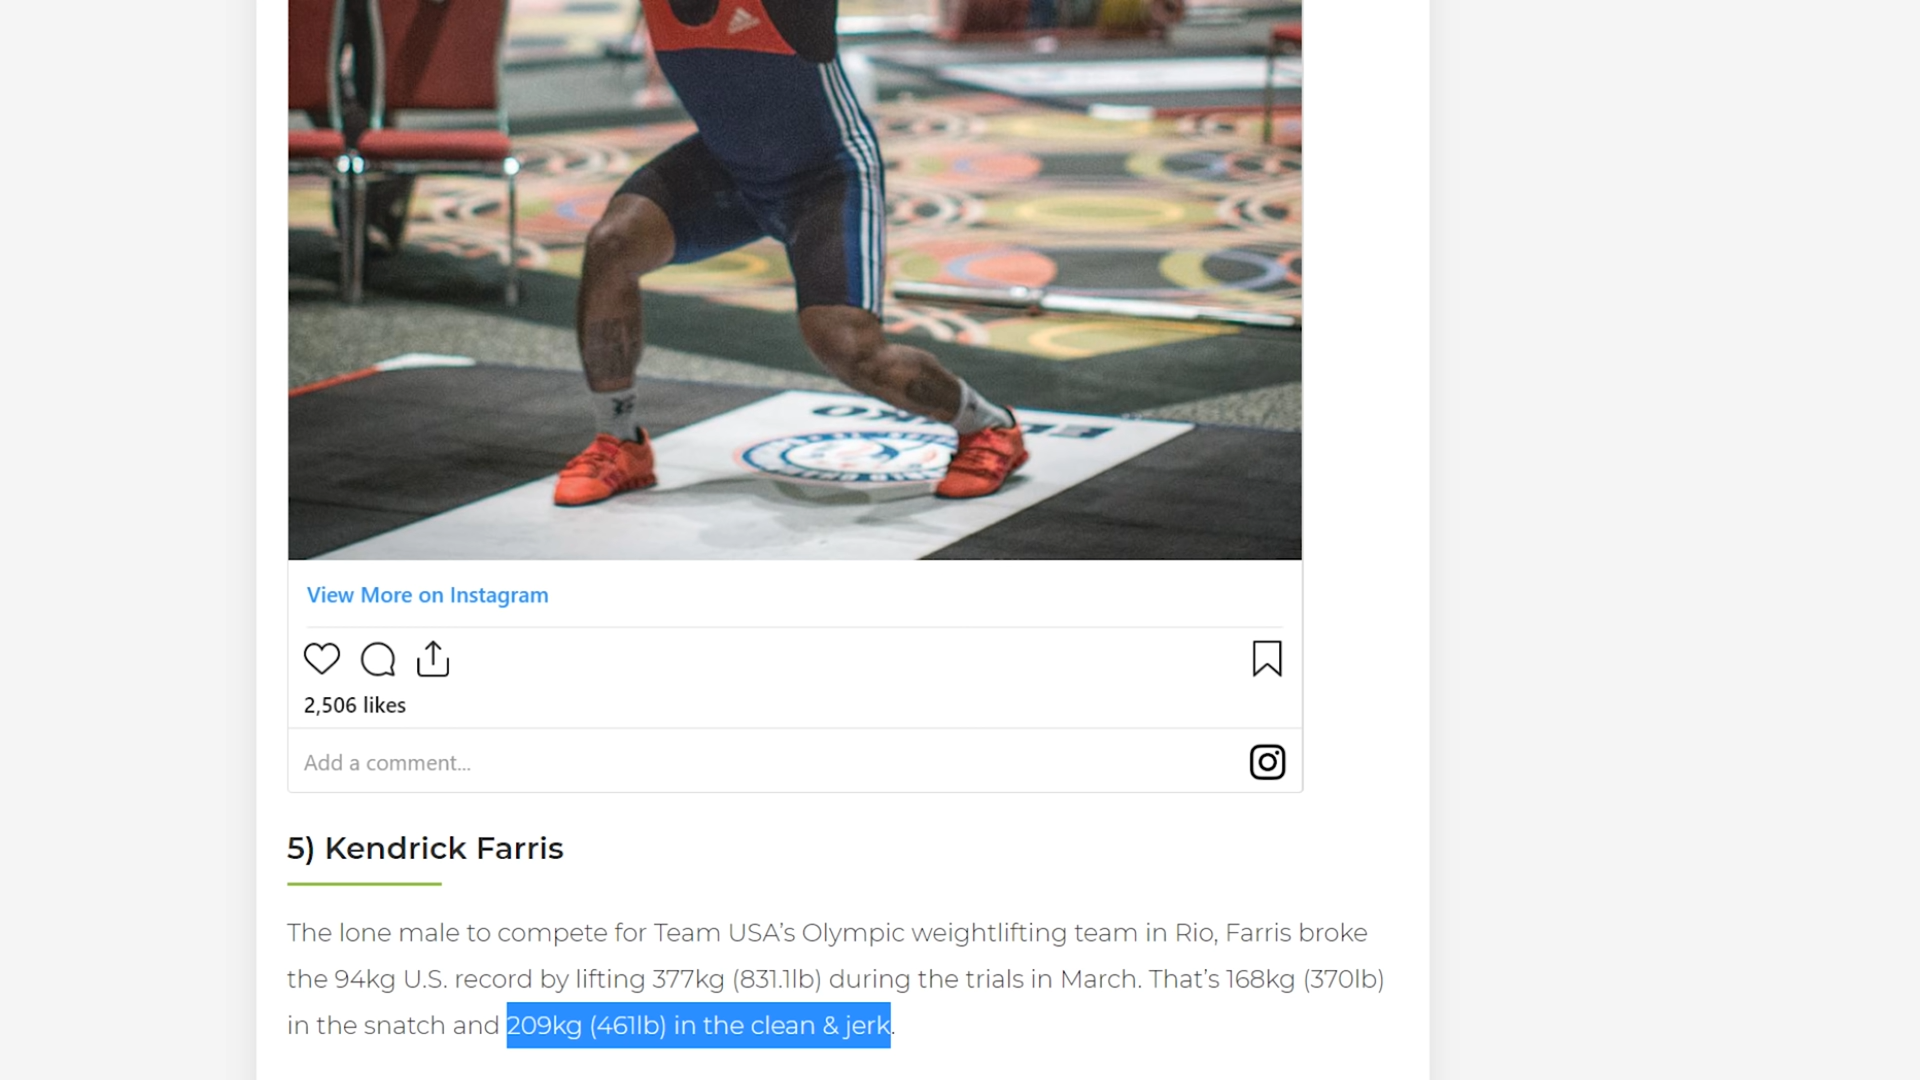 View More on Instagram
2,506 likes
Add a comment...
5) Kendrick Farris
The lone male to compete for Team USA’s Olympic weightlifting team in Rio, Farris broke
the 94kg U.S. record by lifting 377kg (831.1lb) during the trials in March. That’s 168kg (370lb)
in the snatch and 209kg (461lb) in the clean & jerk.